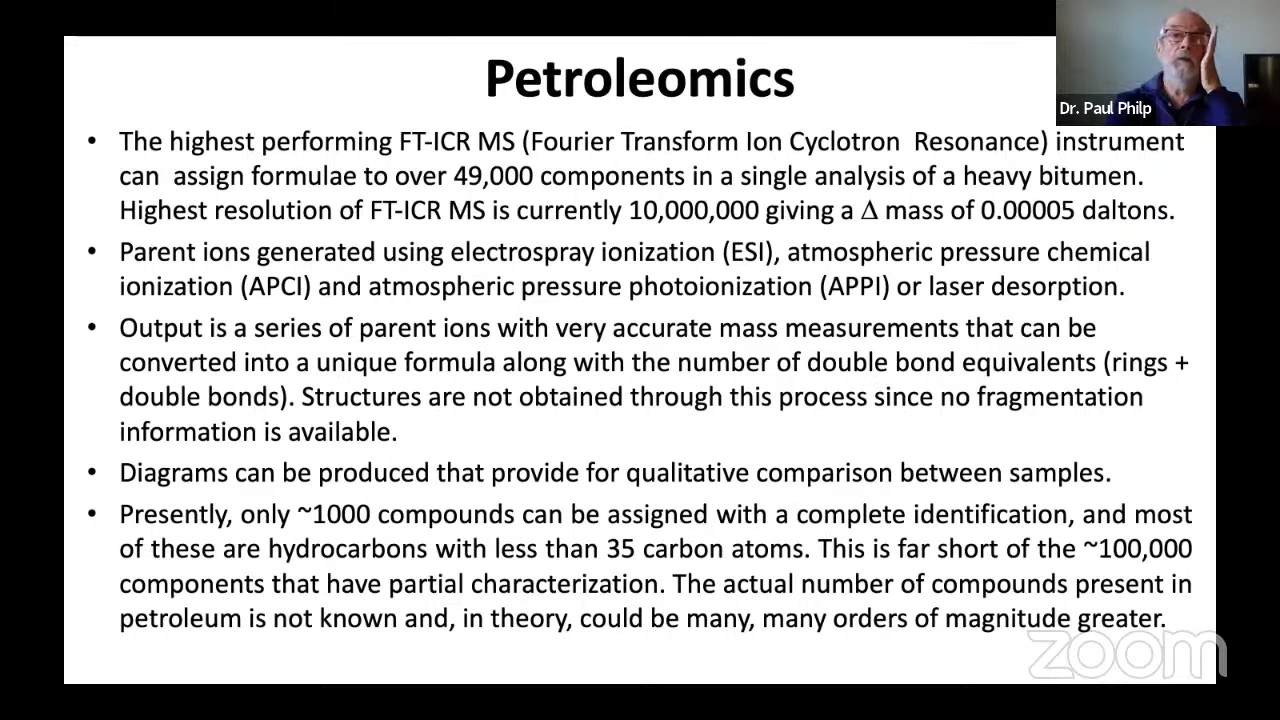 Petroleomics
Dr. Paul Philp
• The highest performing FT-ICR MS (Fourier Transform Ion Cyclotron Resonance) instrument
can assign formulae to over 49,000 components in a single analysis of a heavy bitumen.
Highest resolution of FT-ICR MS is currently 10,000,000 giving a Δ mass of 0.00005 daltons.
• Parent ions generated using electrospray ionization (ESI), atmospheric pressure chemical
ionization (APCI) and atmospheric pressure photoionization (APPI) or laser desorption.
• Output is a series of parent ions with very accurate mass measurements that can be
converted into a unique formula along with the number of double bond equivalents (rings +
double bonds). Structures are not obtained through this process since no fragmentation
information is available.
• Diagrams can be produced that provide for qualitative comparison between samples.
• Presently, only ~1000 compounds can be assigned with a complete identification, and most
of these are hydrocarbons with less than 35 carbon atoms. This is far short of the ~100,000
components that have partial characterization. The actual number of compounds present in
petroleum is not known and, in theory, could be many, many orders of magnitude greater.
zoom